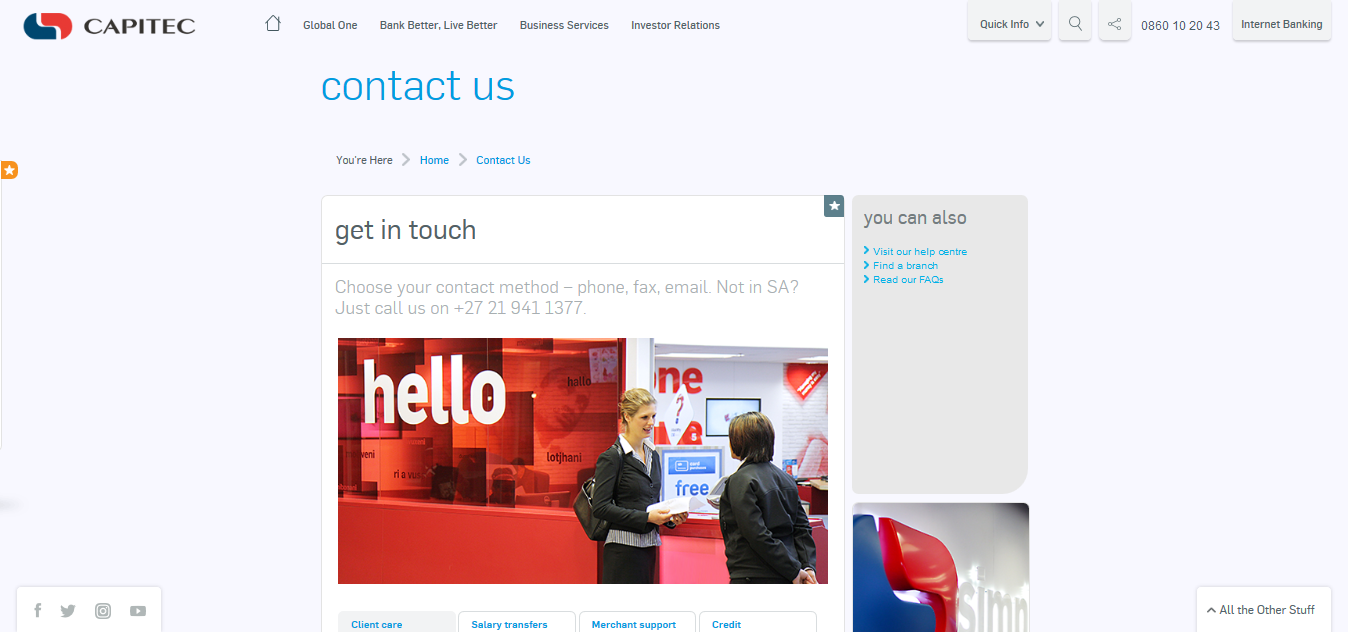 CAPITEC
Global One
Bank Better, Live Better
Business Services
Investor Relations
Quick Info
0860 10 20 43
Internet Banking
contact us
You're Here
Home
Contact Us
get in touch
Choose your contact method – phone, fax, email. Not in SA?
Just call us on +27 21 941 1377.
hello
hallo
lotjhani
ri a vus
free
one
?
you can also
Visit our help centre
Find a branch
Read our FAQs
Client care
Salary transfers
Merchant support
Credit
All the Other Stuff